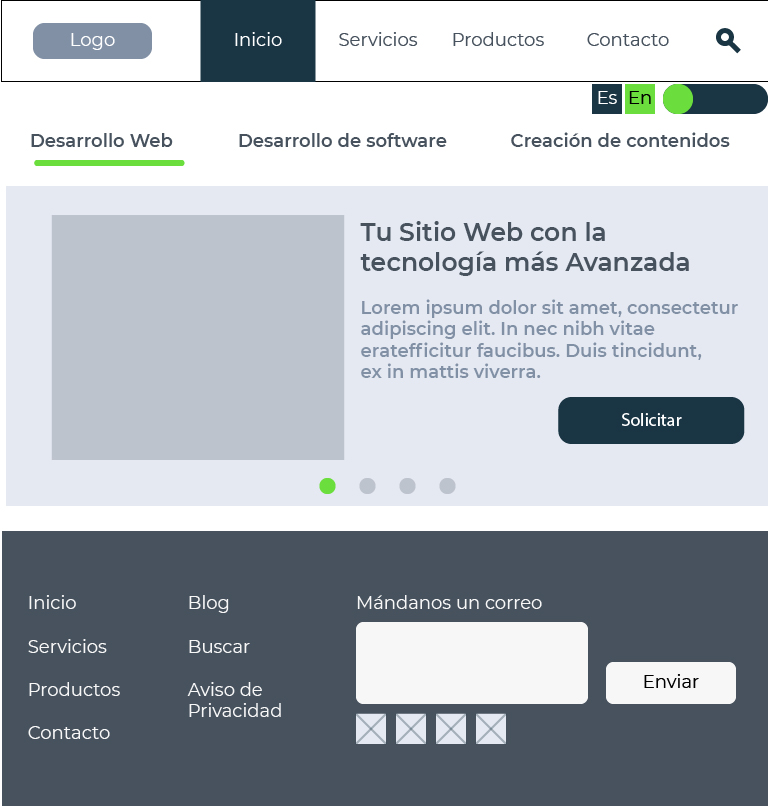 Logo
Inicio
Servicios
Productos
Contacto
Es
En
Desarrollo Web
Desarrollo de software
Creación de contenidos
Tu Sitio Web con la
tecnología más Avanzada
Lorem ipsum dolor sit amet, consectetur
adipiscing elit. In nec nibh vitae
eratefficitur faucibus. Duis tincidunt,
ex in mattis viverra.
Solicitar
Inicio
Servicios
Productos
Contacto
Blog
Buscar
Aviso de
Privacidad
Mándanos un correo
Enviar